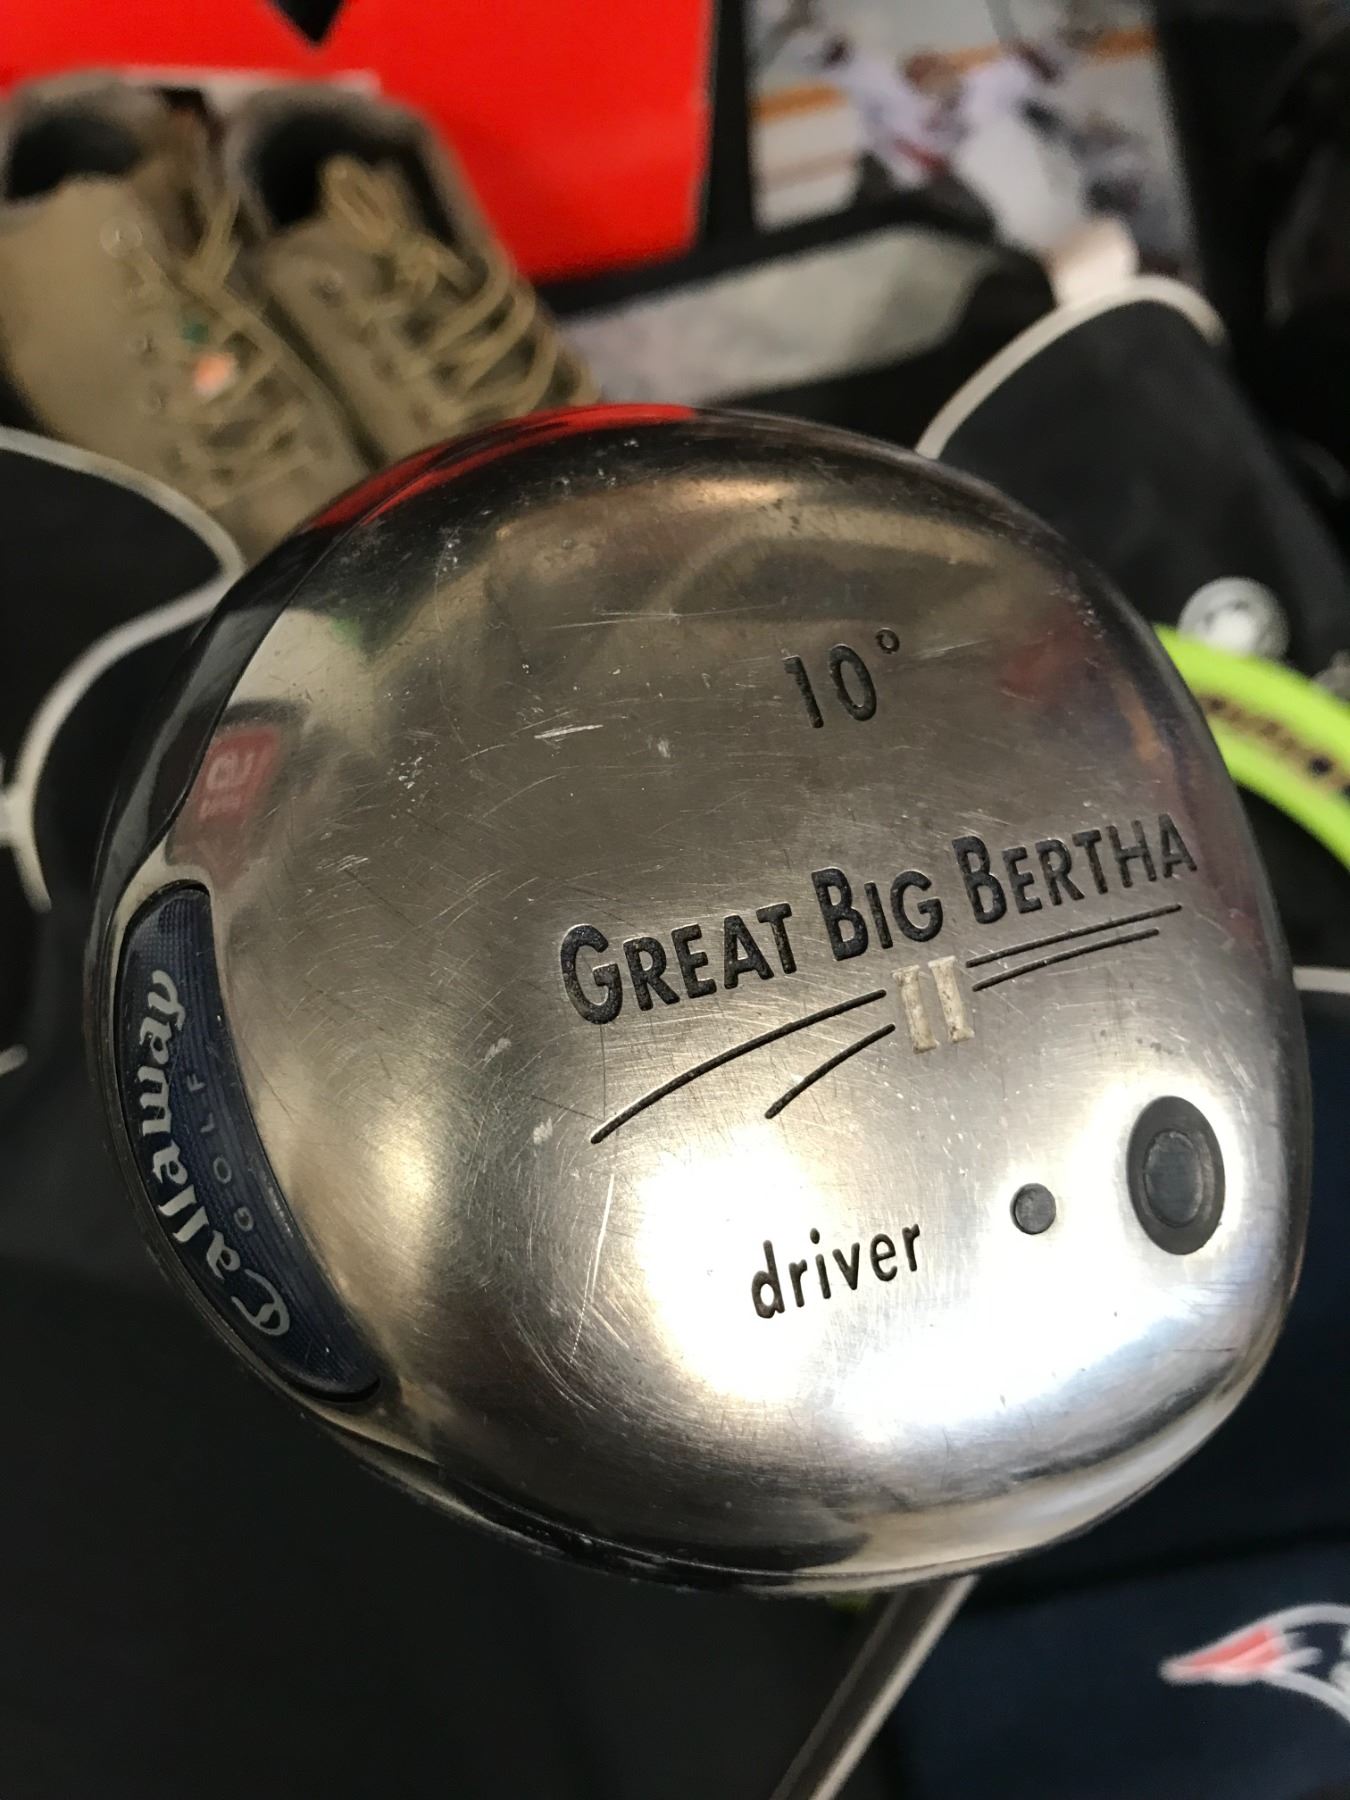 10°
GREAT BIG BERTHA
II
driver
Callaway
GOLF